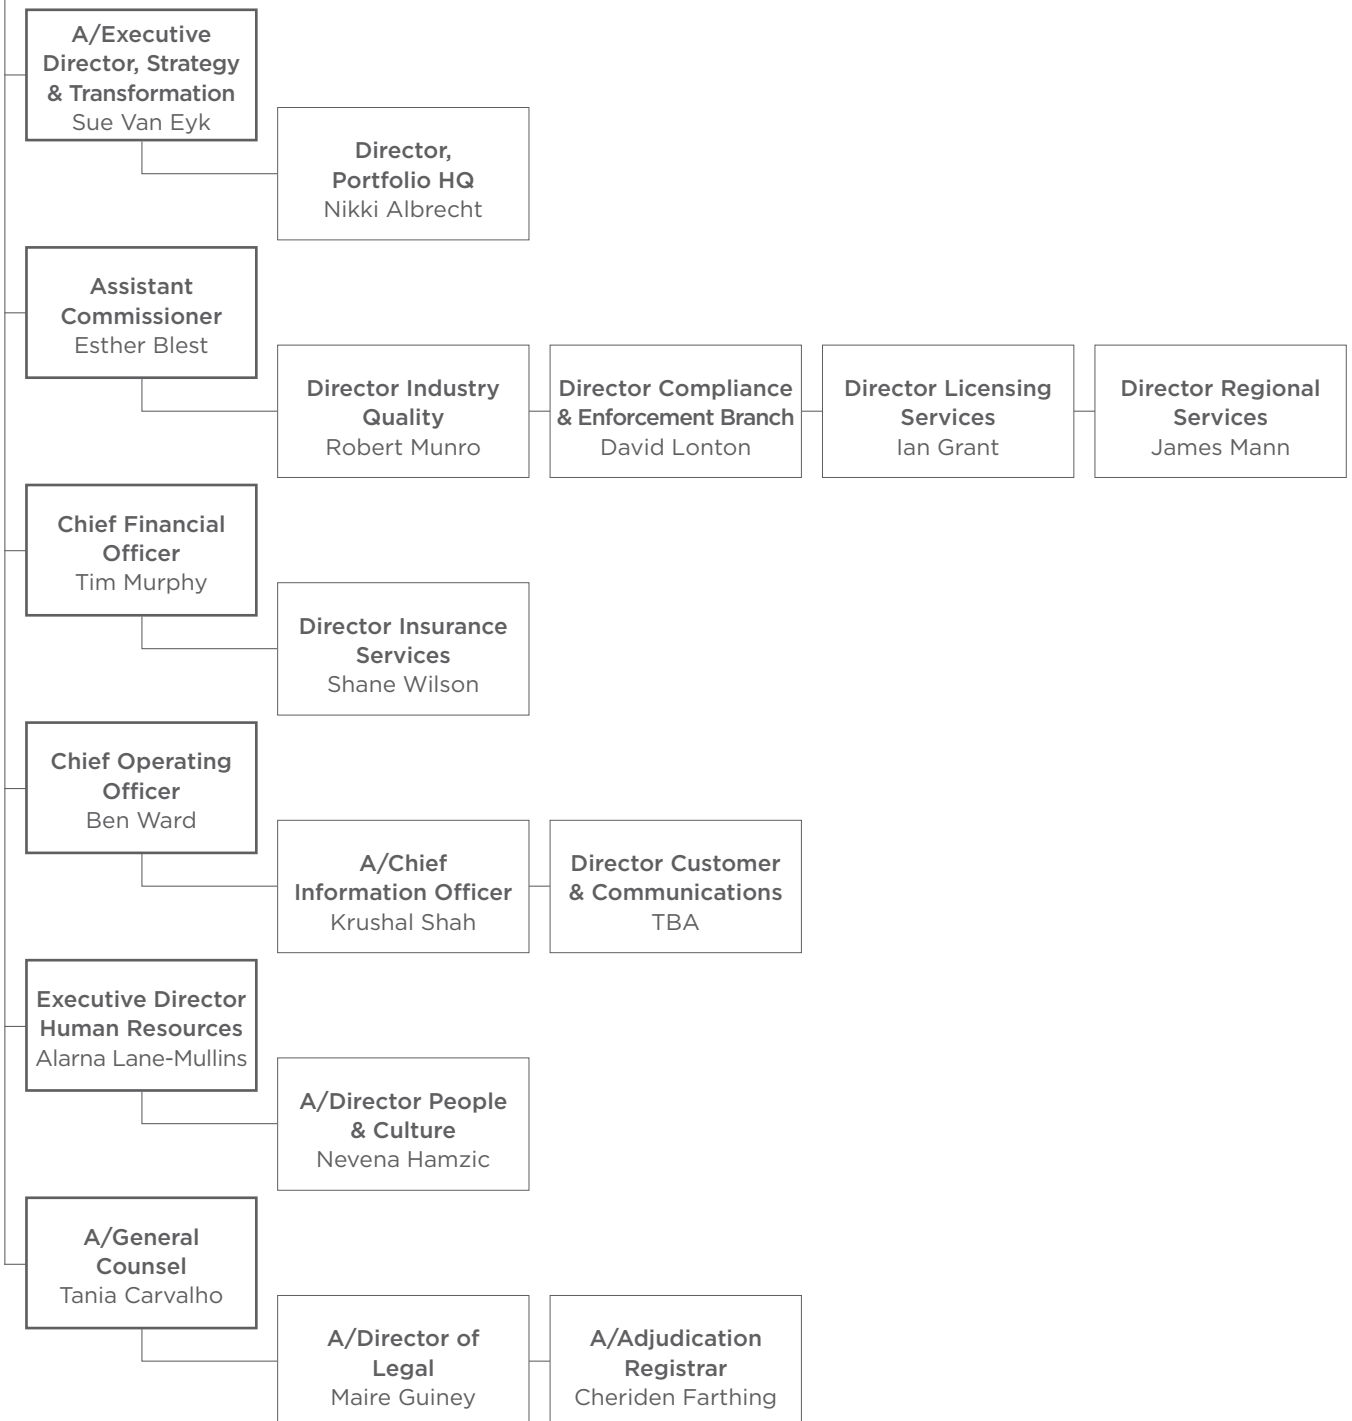 A/Executive
Director, Strategy
& Transformation
Sue Van Eyk
Director,
Portfolio HQ
Nikki Albrecht
Assistant
Commissioner
Esther Blest
Director Industry
Quality
Robert Munro
Director Compliance
& Enforcement Branch
David Lonton
Director Licensing
Services
Ian Grant
Director Regional
Services
James Mann
Chief Financial
Officer
Tim Murphy
Director Insurance
Services
Shane Wilson
Chief Operating
Officer
Ben Ward
A/Chief
Information Officer
Krushal Shah
Director Customer
& Communications
TBA
Executive Director
Human Resources
Alarna Lane-Mullins
A/Director People
& Culture
Nevena Hamzic
A/General
Counsel
Tania Carvalho
A/Director of
Legal
Maire Guiney
A/Adjudication
Registrar
Cheriden Farthing